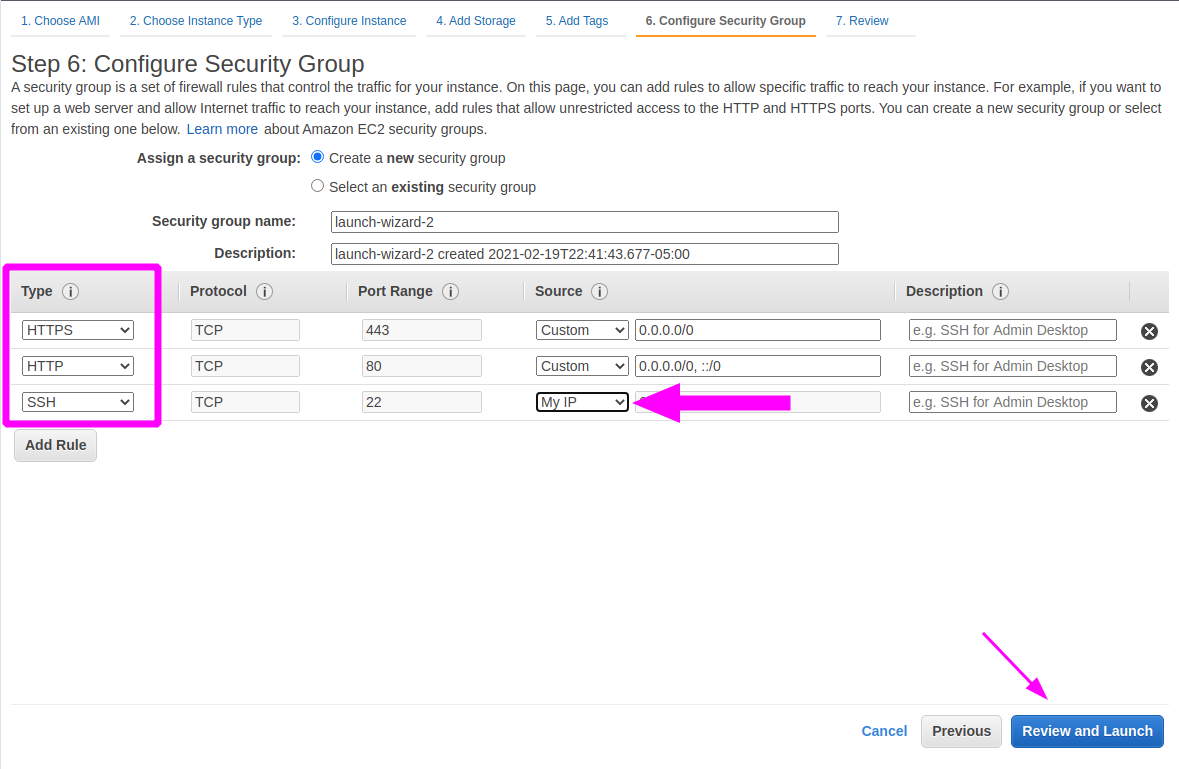 1. Choose AMI 2. Choose Instance Type 3. Configure Instance 4. Add Storage 5. Add Tags 6. Configure Security Group 7. Review
Step 6: Configure Security Group
A security group is a set of firewall rules that control the traffic for your instance. On this page, you can add rules to allow specific traffic to reach your instance. For example, if you want to
set up a web server and allow Internet traffic to reach your instance, add rules that allow unrestricted access to the HTTP and HTTPS ports. You can create a new security group or select
from an existing one below. Learn more about Amazon EC2 security groups.
Assign a security group: Create a new security group
Select an existing security group
Security group name: launch-wizard-2
Description: launch-wizard-2 created 2021-02-19T22:41:43.677-05:00
Type i Protocol i Port Range i Source i Description i
HTTPS TCP 443 Custom 0.0.0.0/0 e.g. SSH for Admin Desktop
HTTP TCP 80 Custom 0.0.0.0/0, ::/0 e.g. SSH for Admin Desktop
SSH TCP 22 My IP e.g. SSH for Admin Desktop
Add Rule
Cancel Previous Review and Launch